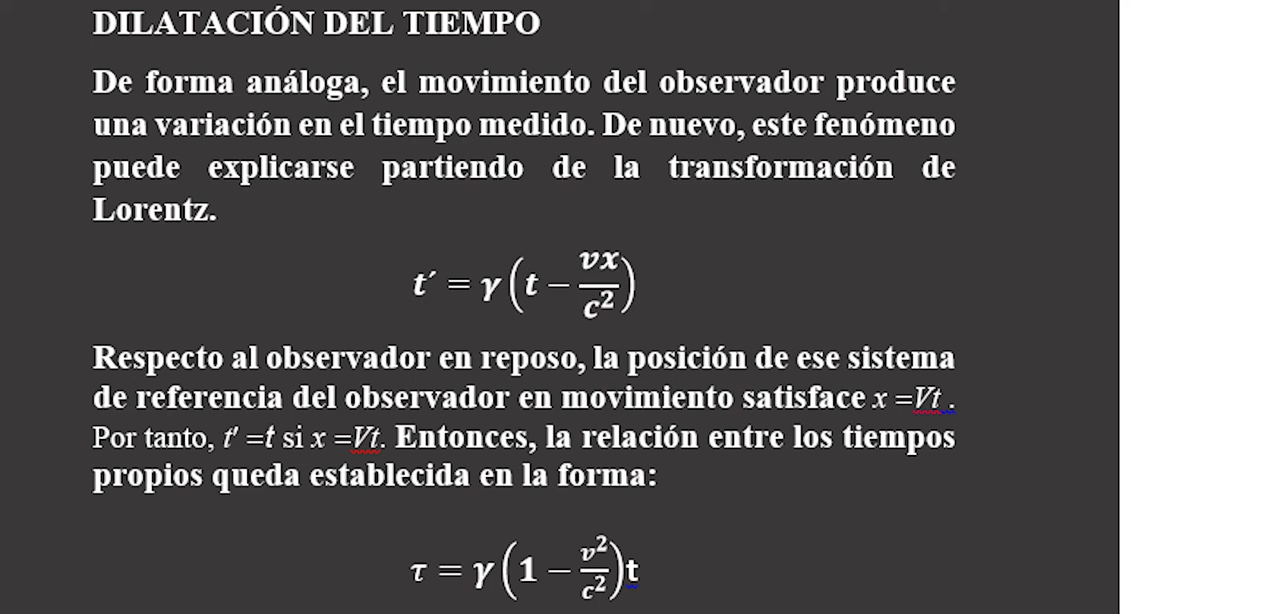 DILATACIÓN DEL TIEMPO
De forma análoga, el movimiento del observador produce
una variación en el tiempo medido. De nuevo, este fenómeno
puede explicarse partiendo de la transformación de
Lorentz.
t´ = γ(t − vx/c²)
Respecto al observador en reposo, la posición de ese sistema
de referencia del observador en movimiento satisface x =Vt .
Por tanto, t' =t si x =Vt. Entonces, la relación entre los tiempos
propios queda establecida en la forma:
τ = γ(1 − v²/c²)t